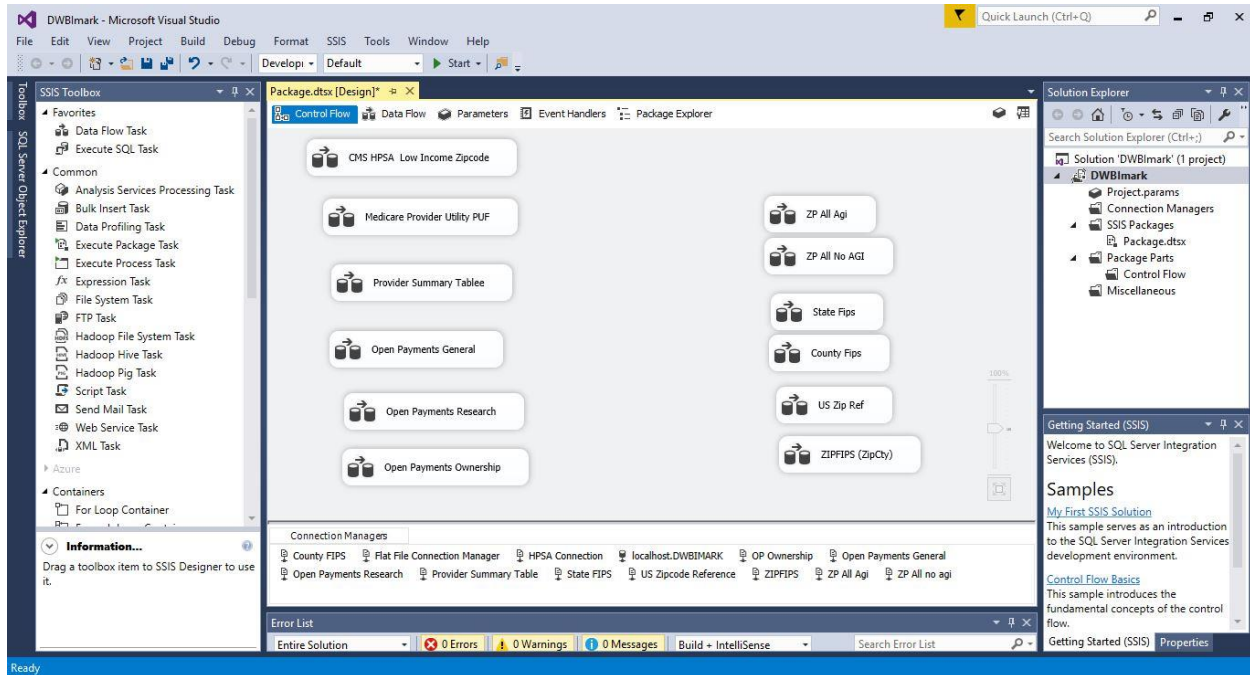 DWBImark - Microsoft Visual Studio
Quick Launch (Ctrl+Q)
File Edit View Project Build Debug Format SSIS Tools Window Help
Developi Default Start
Toolbox
SQL Server Object Explorer
SSIS Toolbox
Favorites
Data Flow Task
Execute SQL Task
Common
Analysis Services Processing Task
Bulk Insert Task
Data Profiling Task
Execute Package Task
Execute Process Task
fx Expression Task
File System Task
FTP Task
Hadoop File System Task
Hadoop Hive Task
Hadoop Pig Task
Script Task
Send Mail Task
Web Service Task
XML Task
Azure
Containers
For Loop Container
Information...
Drag a toolbox item to SSIS Designer to use
it.
Package.dtsx [Design]*
Control Flow Data Flow Parameters Event Handlers Package Explorer
CMS HPSA Low Income Zipcode
Medicare Provider Utility PUF
Provider Summary Tablee
Open Payments General
Open Payments Research
Open Payments Ownership
ZP All Agi
ZP All No AGI
State Fips
County Fips
US Zip Ref
ZIPFIPS (ZipCty)
100%
Connection Managers
County FIPS Flat File Connection Manager HPSA Connection localhost.DWBIMARK OP Ownership Open Payments General
Open Payments Research Provider Summary Table State FIPS US Zipcode Reference ZIPFIPS ZP All Agi ZP All no agi
Error List
Entire Solution 0 Errors 0 Warnings 0 Messages Build + IntelliSense Search Error List
Solution Explorer
Search Solution Explorer (Ctrl+;)
Solution 'DWBImark' (1 project)
DWBImark
Project.params
Connection Managers
SSIS Packages
Package.dtsx
Package Parts
Control Flow
Miscellaneous
Getting Started (SSIS)
Welcome to SQL Server Integration
Services (SSIS).
Samples
My First SSIS Solution
This sample serves as an introduction
to the SQL Server Integration Services
development environment.
Control Flow Basics
This sample introduces the
fundamental concepts of the control
flow.
Getting Started (SSIS) Properties
Ready